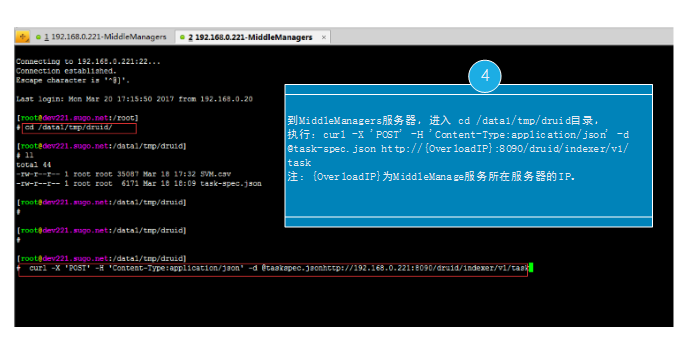 1 192.168.0.221-MiddleManagers 2 192.168.0.221-MiddleManagers ×
Connecting to 192.168.0.221:22...
Connection established.
Escape character is '^@]'.
Last login: Mon Mar 20 17:15:50 2017 from 192.168.0.20
[root@dev221.sugo.net:/root]
# cd /data1/tmp/druid/
[root@dev221.sugo.net:/data1/tmp/druid]
# ll
total 44
-rw-r--r-- 1 root root 35087 Mar 18 17:32 SVM.csv
-rw-r--r-- 1 root root 6171 Mar 18 18:09 task-spec.json
[root@dev221.sugo.net:/data1/tmp/druid]
#
[root@dev221.sugo.net:/data1/tmp/druid]
#
[root@dev221.sugo.net:/data1/tmp/druid]
# curl -X 'POST' -H 'Content-Type:application/json' -d @taskspec.jsonhttp://192.168.0.221:8090/druid/indexer/v1/task
4
到MiddleManagers服务器，进入 cd /data1/tmp/druid目录，
执行：curl -X 'POST' -H 'Content-Type:application/json' -d
@task-spec.json http://{OverloadIP}:8090/druid/indexer/v1/
task
注：{OverloadIP}为MiddleManage服务所在服务器的IP。